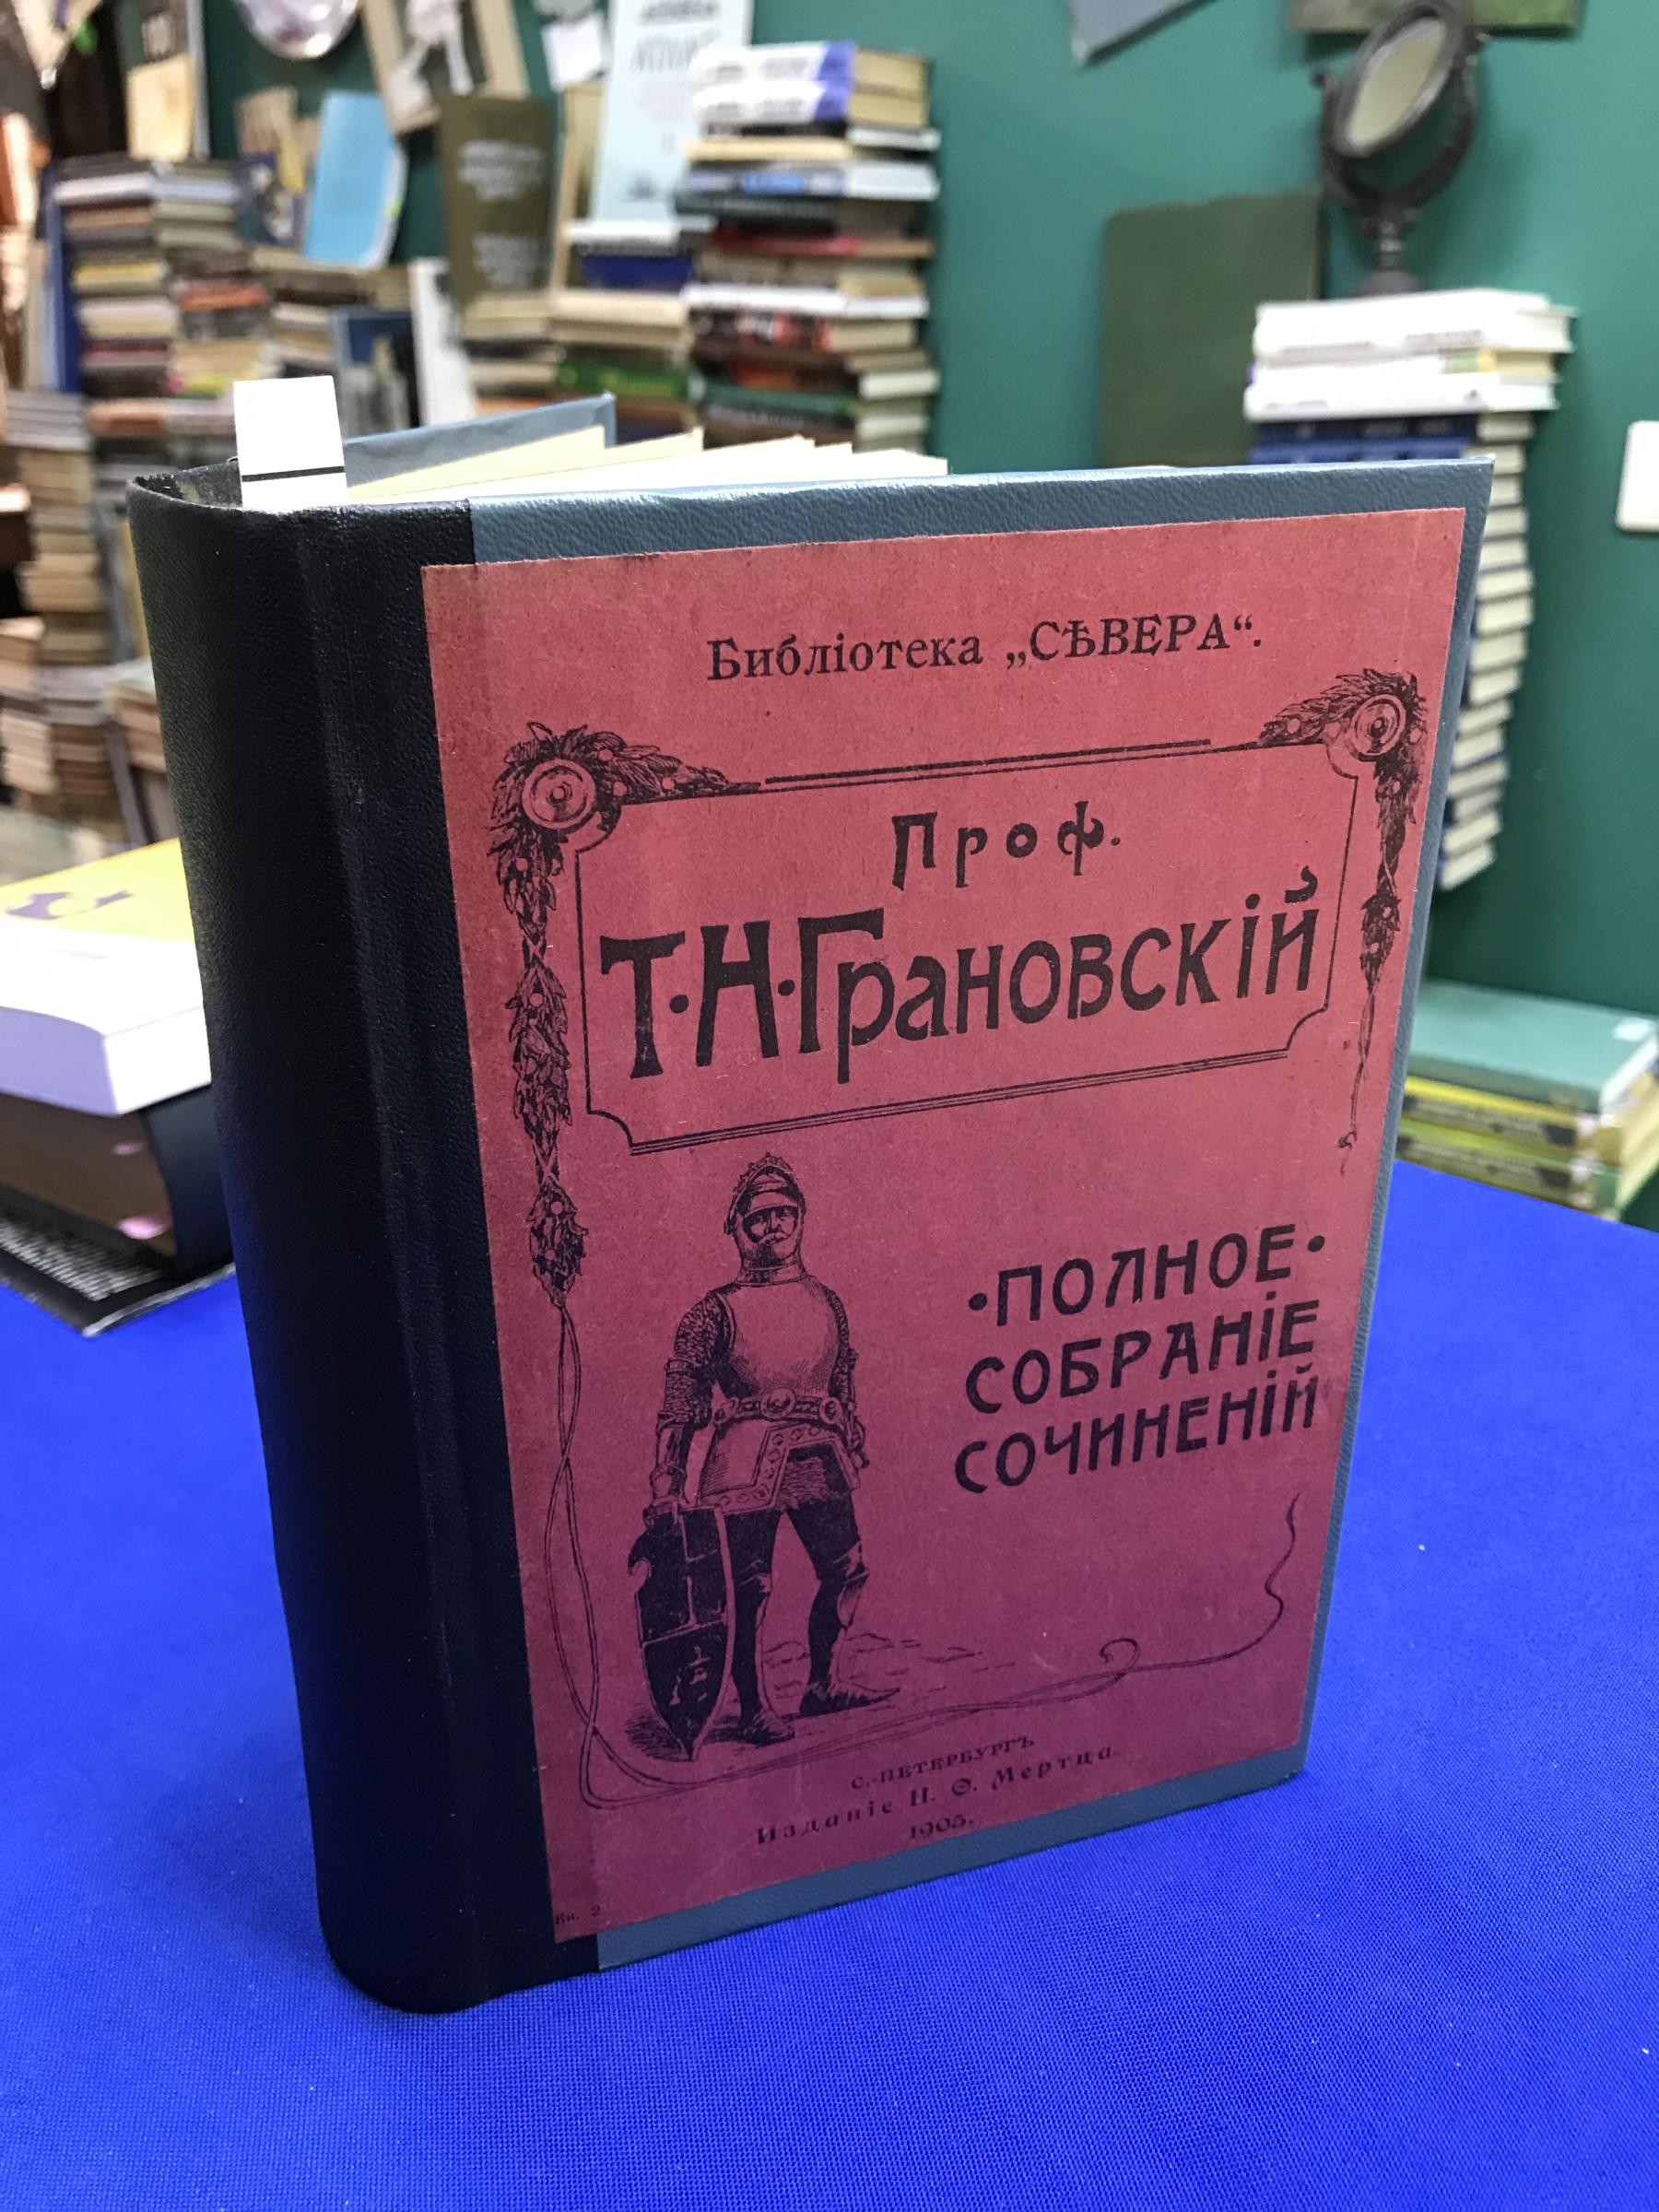 Библіотека „СѢВЕРА“.
Проф.
Т·Н·Грановскій
·ПОЛНОЕ·
СОБРАНІЕ
СОЧИНЕНІЙ
С.-ПЕТЕРБУРГЪ
Изданіе Н. Ѳ. Мертца
1905.
Кн. 2